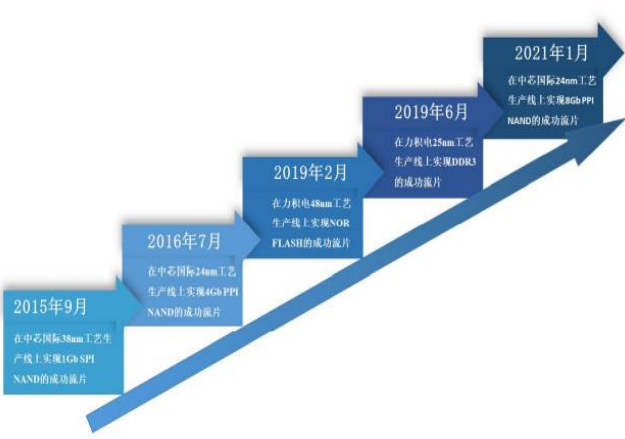 2015年9月
在中芯国际38nm工艺生
产线上实现1Gb SPI
NAND的成功流片
2016年7月
在中芯国际24nm工艺
生产线上实现4Gb PPI
NAND的成功流片
2019年2月
在力积电48nm工艺
生产线上实现NOR
FLASH的成功流片
2019年6月
在力积电25nm工艺
生产线上实现DDR3
的成功流片
2021年1月
在中芯国际24nm工艺
生产线上实现8Gb PPI
NAND的成功流片